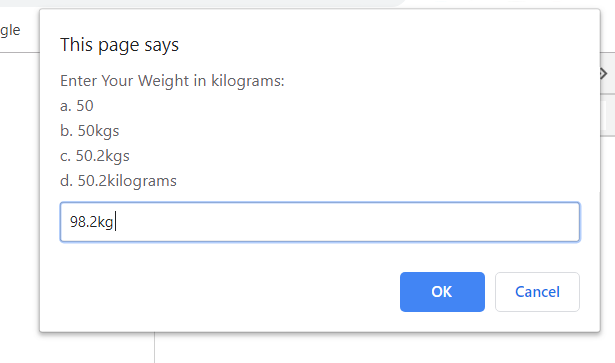 gle
This page says
Enter Your Weight in kilograms:
a. 50
b. 50kgs
c. 50.2kgs
d. 50.2kilograms
98.2kg
OK
Cancel